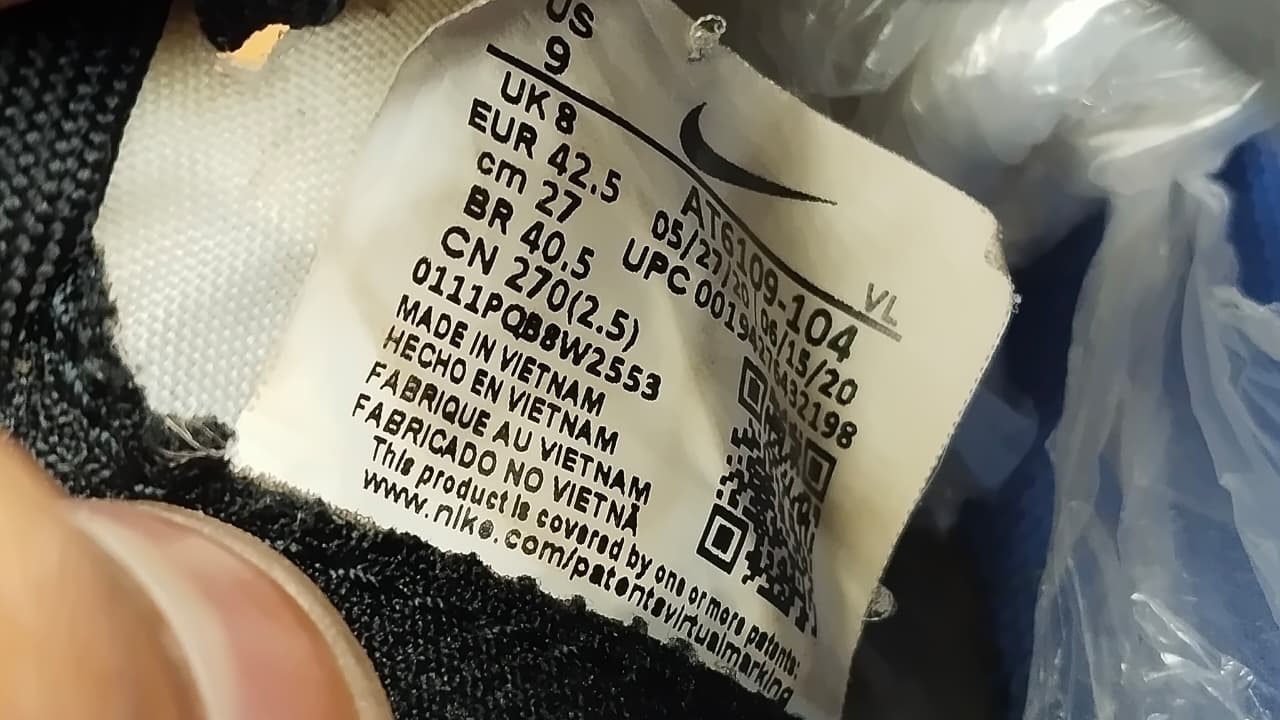 US
9
UK 8
EUR 42.5
cm 27
BR 40.5
CN 270(2.5)
0111PQB8W2553
MADE IN VIETNAM
HECHO EN VIETNAM
FABRIQUE AU VIETNAM
FABRICADO NO VIETNÃ
This product is covered by one or more patents:
www.nike.com/patentsvirtualmarking
AT6109-104 VL
05/27/20 06/15/20
UPC